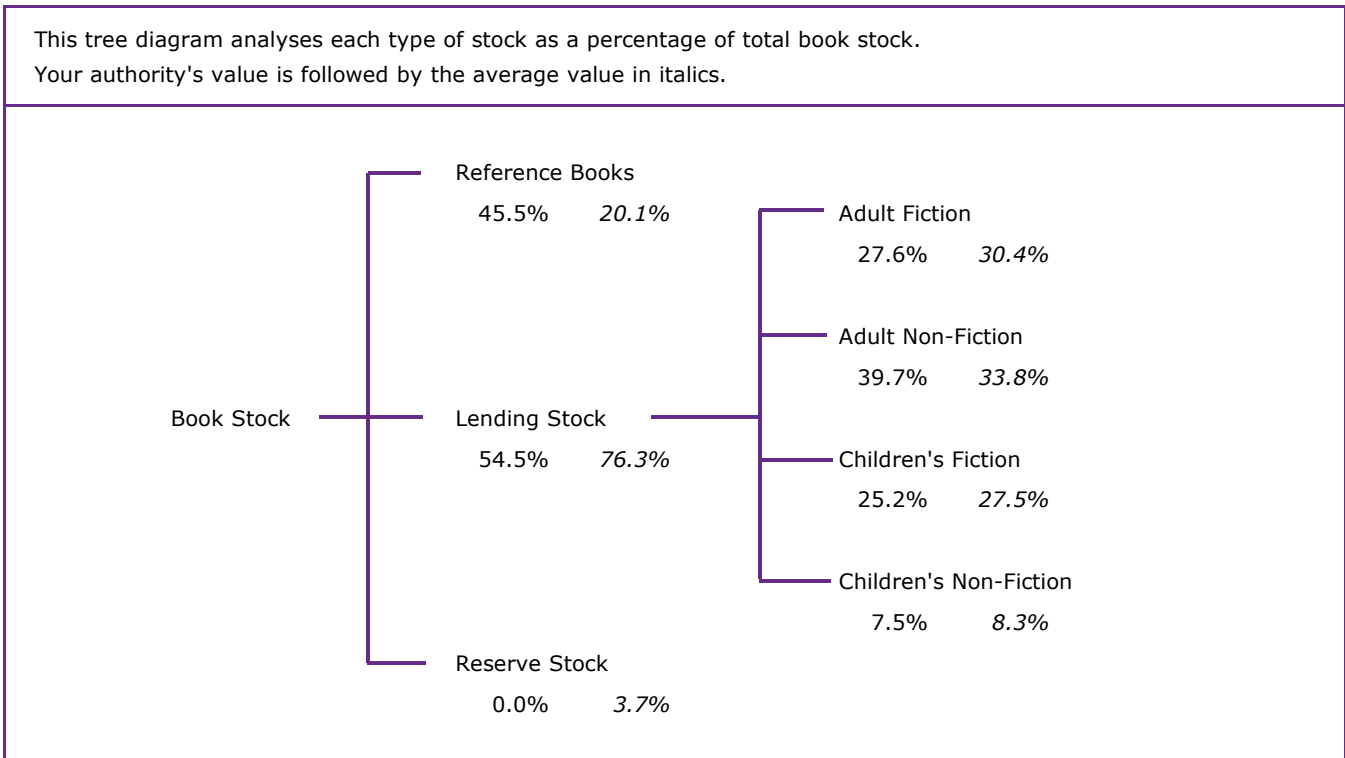 This tree diagram analyses each type of stock as a percentage of total book stock.
Your authority's value is followed by the average value in italics.
Reference Books
45.5% 20.1%
Adult Fiction
27.6% 30.4%
Adult Non-Fiction
39.7% 33.8%
Book Stock
Lending Stock
54.5% 76.3%
Children's Fiction
25.2% 27.5%
Children's Non-Fiction
7.5% 8.3%
Reserve Stock
0.0% 3.7%